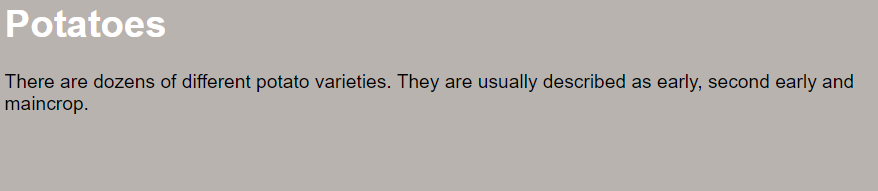 Potatoes
There are dozens of different potato varieties. They are usually described as early, second early and
maincrop.